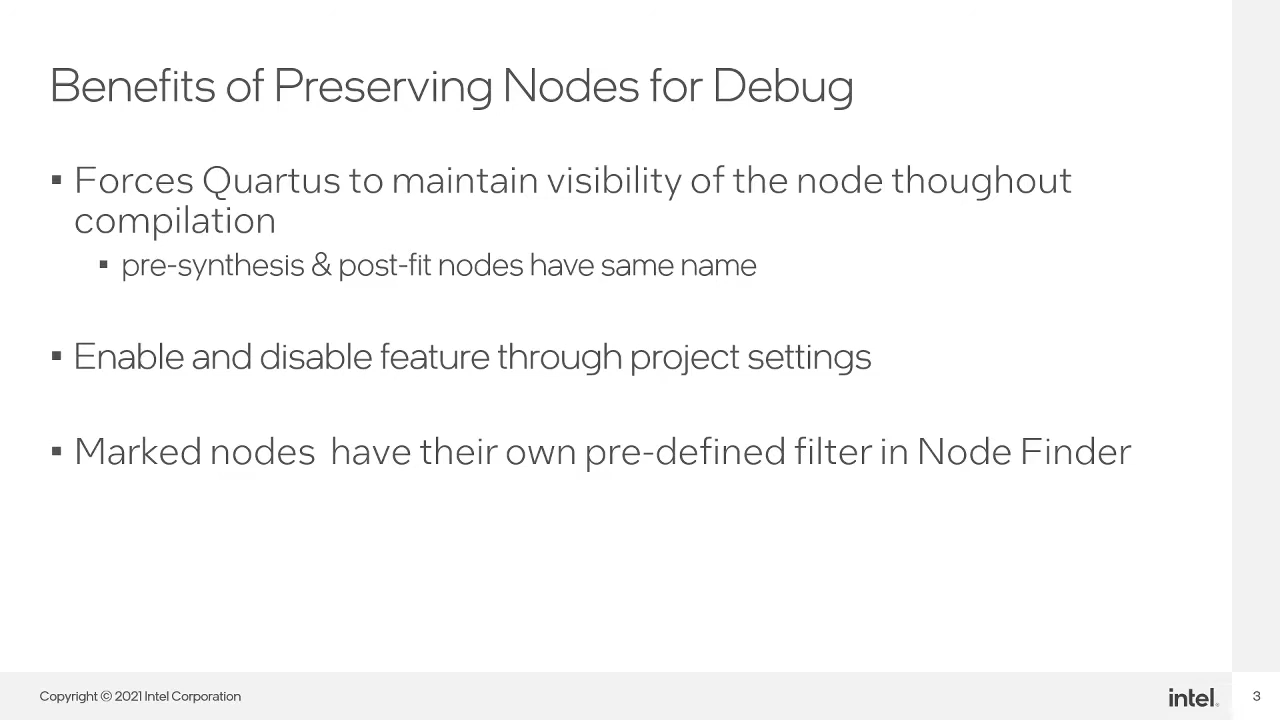 Benefits of Preserving Nodes for Debug
▪ Forces Quartus to maintain visibility of the node thoughout
compilation
▪ pre-synthesis & post-fit nodes have same name
▪ Enable and disable feature through project settings
▪ Marked nodes  have their own pre-defined filter in Node Finder
Copyright © 2021 Intel Corporation
intel.
3